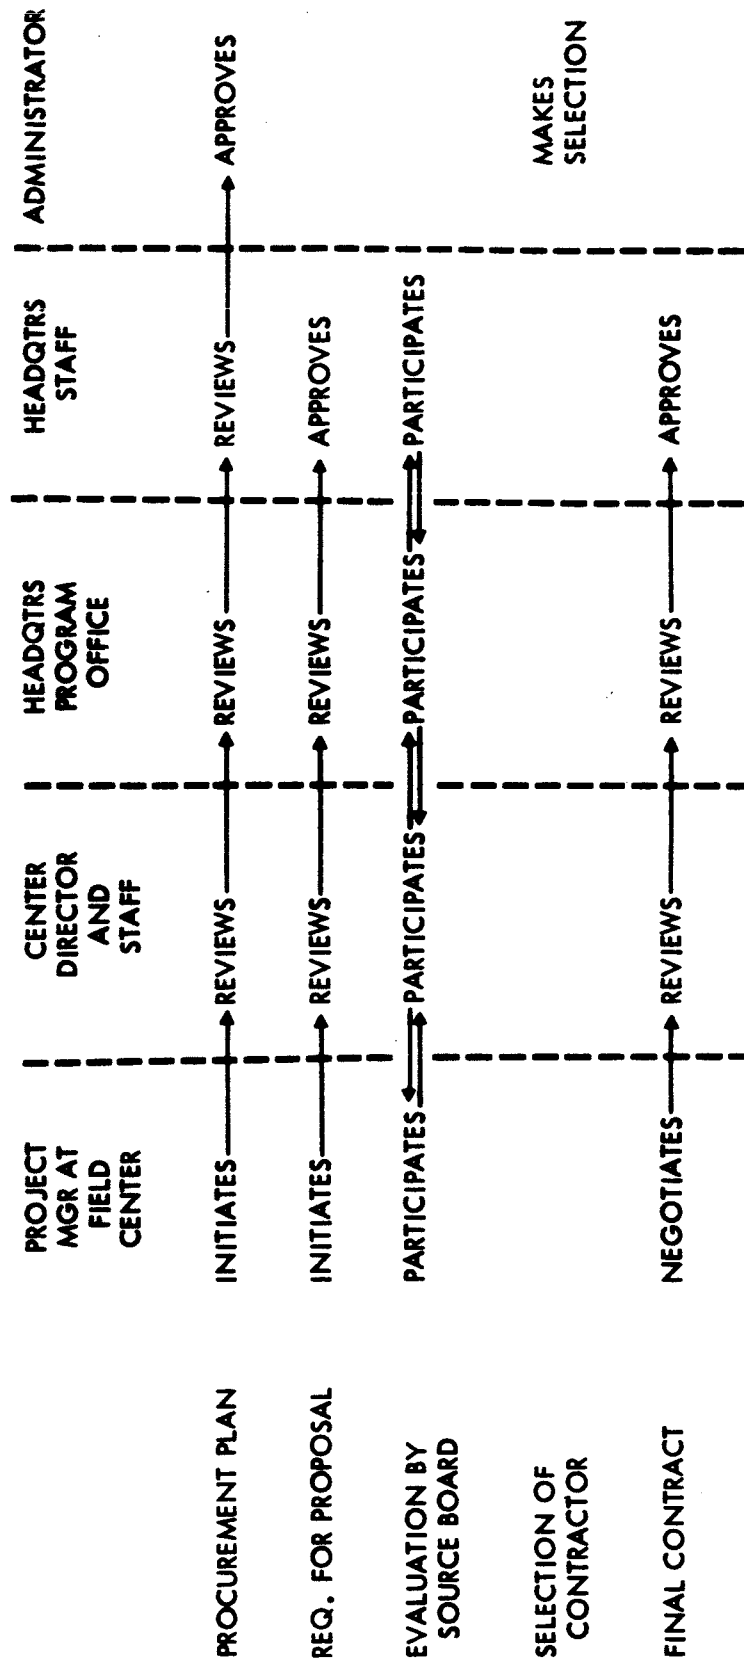 PROJECT
MGR AT
FIELD
CENTER
CENTER
DIRECTOR
AND
STAFF
HEADQTRS
PROGRAM
OFFICE
HEADQTRS
STAFF
ADMINISTRATOR
PROCUREMENT PLAN
INITIATES
REVIEWS
REVIEWS
REVIEWS
APPROVES
REQ. FOR PROPOSAL
INITIATES
REVIEWS
REVIEWS
APPROVES
EVALUATION BY
SOURCE BOARD
PARTICIPATES
PARTICIPATES
PARTICIPATES
PARTICIPATES
SELECTION OF
CONTRACTOR
MAKES
SELECTION
FINAL CONTRACT
NEGOTIATES
REVIEWS
REVIEWS
APPROVES